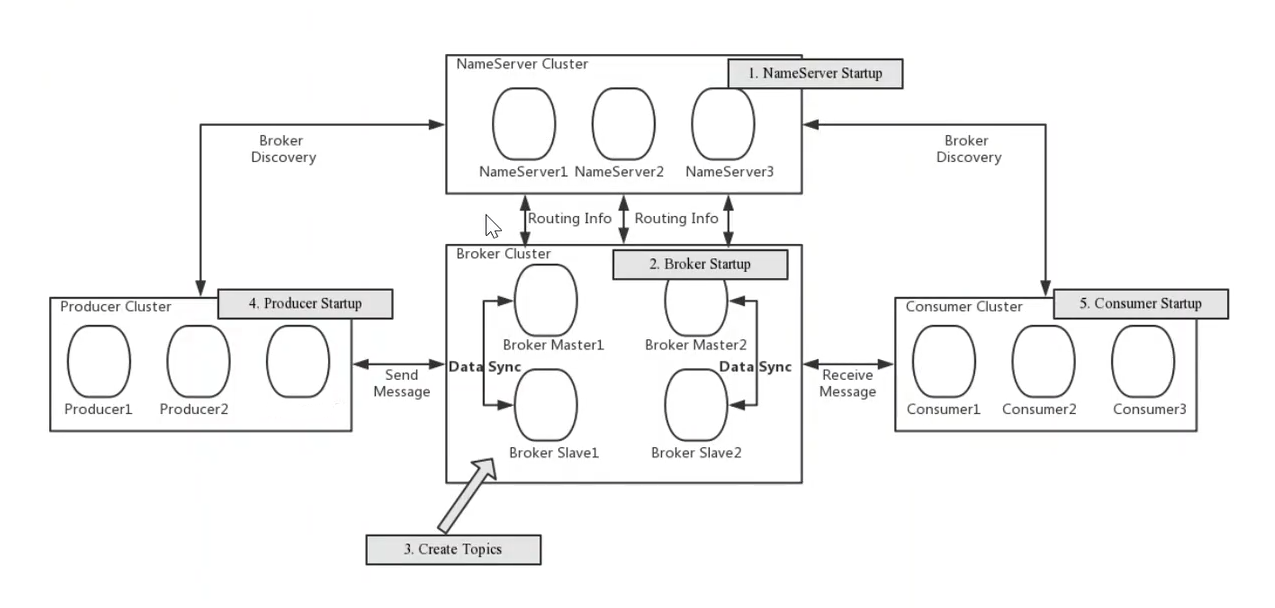 NameServer Cluster
1. NameServer Startup
NameServer1
NameServer2
NameServer3
Broker
Discovery
Broker
Discovery
Routing Info
Routing Info
Broker Cluster
2. Broker Startup
Broker Master1
Broker Master2
Data Sync
Data Sync
Broker Slave1
Broker Slave2
Producer Cluster
4. Producer Startup
Producer1
Producer2
Send
Message
Receive
Message
Consumer Cluster
5. Consumer Startup
Consumer1
Consumer2
Consumer3
3. Create Topics